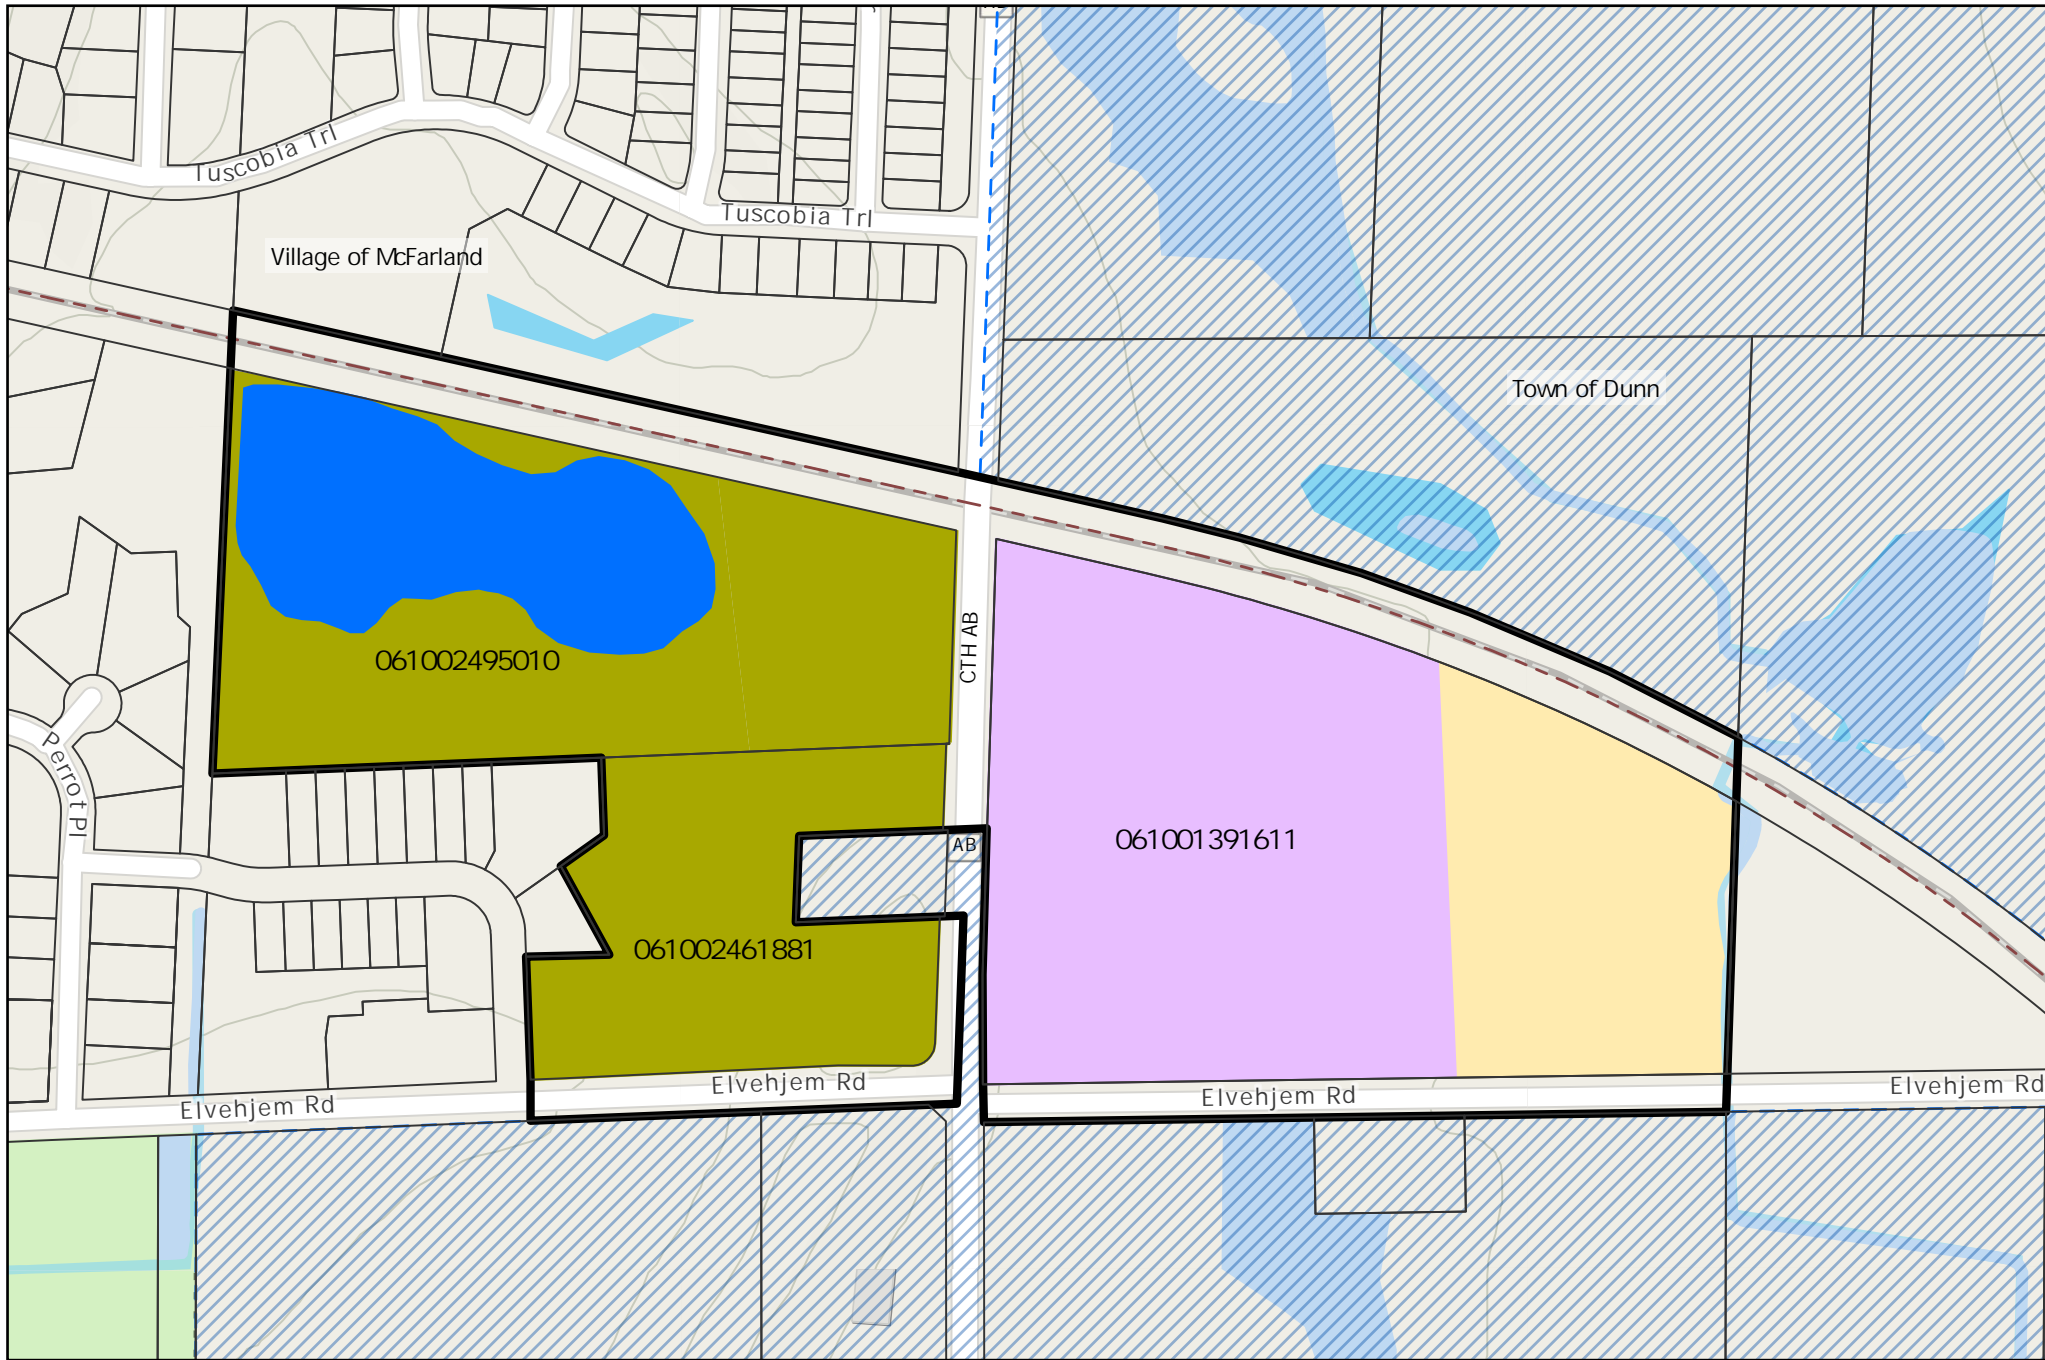 Tuscobia Trl
Tuscobia Trl
Village of McFarland
Town of Dunn
CTH AB
061002495010
Perrot Pl
061001391611
AB
061002461881
Elvehjem Rd
Elvehjem Rd
Elvehjem Rd
Elvehjem Rd